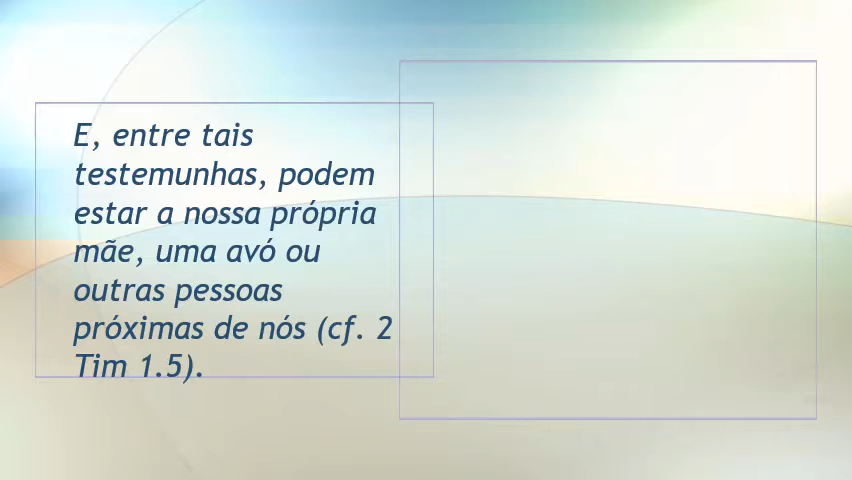 E, entre tais
testemunhas, podem
estar a nossa própria
mãe, uma avó ou
outras pessoas
próximas de nós (cf. 2
Tim 1.5).